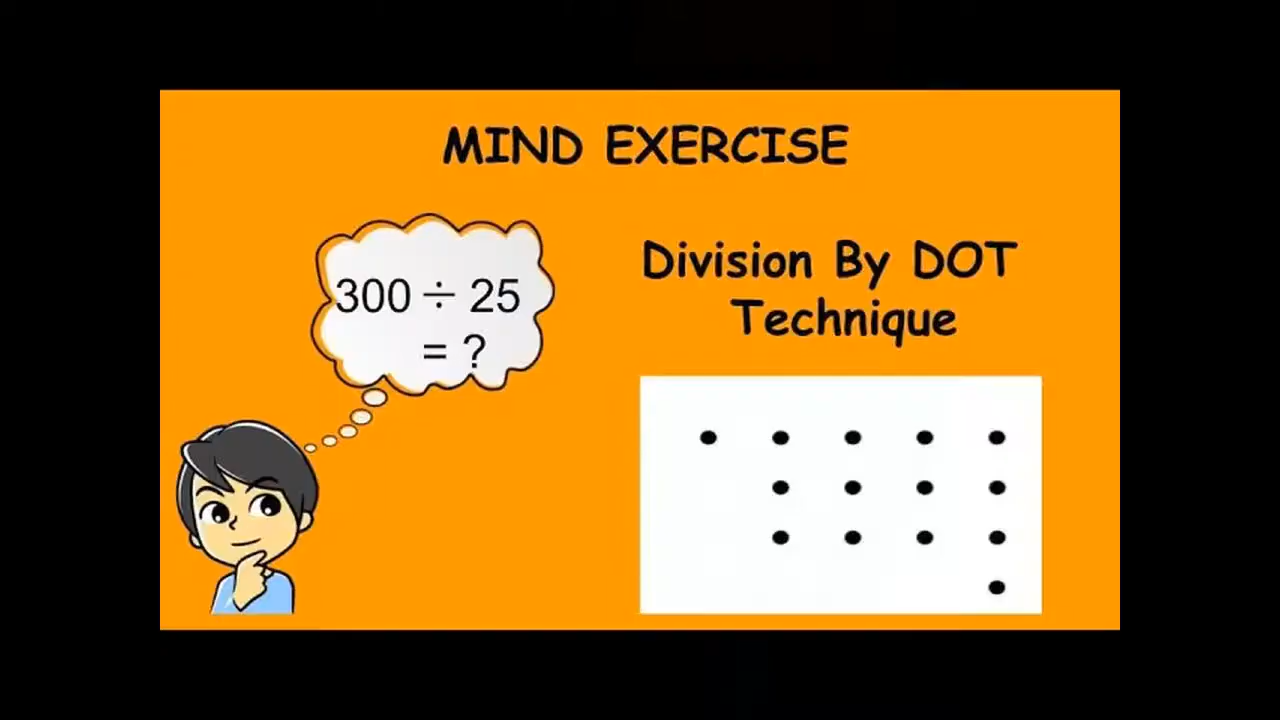 MIND EXERCISE
300 ÷ 25
= ?
Division By DOT
Technique